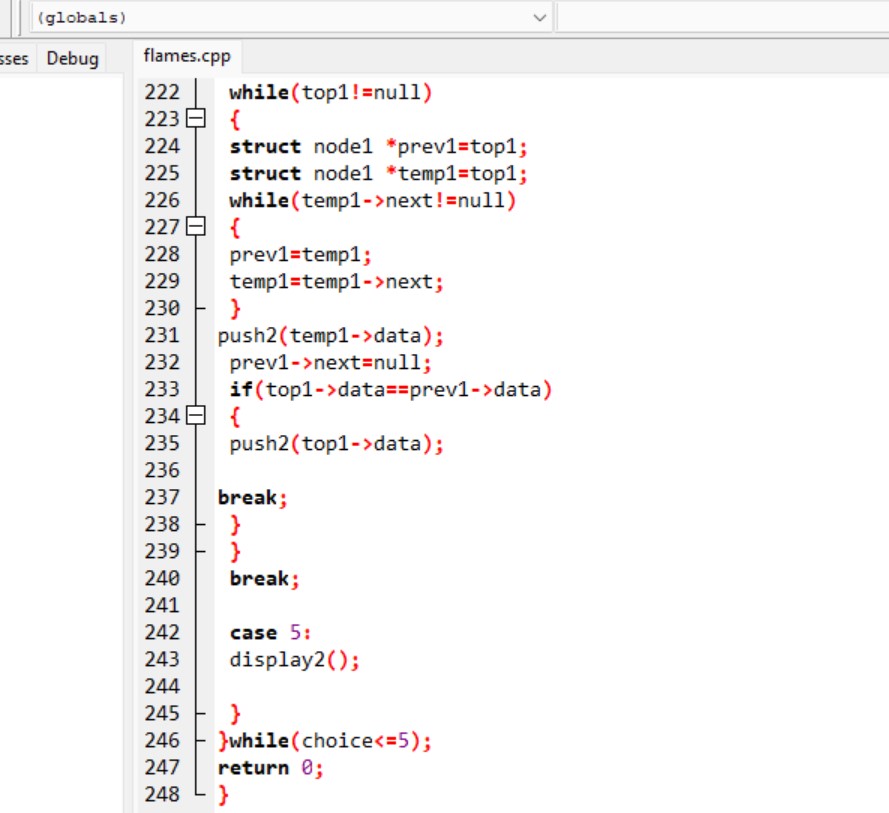 (globals)
sses Debug flames.cpp
222 while(top1!=null)
223 {
224 struct node1 *prev1=top1;
225 struct node1 *temp1=top1;
226 while(temp1->next!=null)
227 {
228 prev1=temp1;
229 temp1=temp1->next;
230 }
231 push2(temp1->data);
232 prev1->next=null;
233 if(top1->data==prev1->data)
234 {
235 push2(top1->data);
236
237 break;
238 }
239 }
240 break;
241
242 case 5:
243 display2();
244
245 }
246 }while(choice<=5);
247 return 0;
248 }